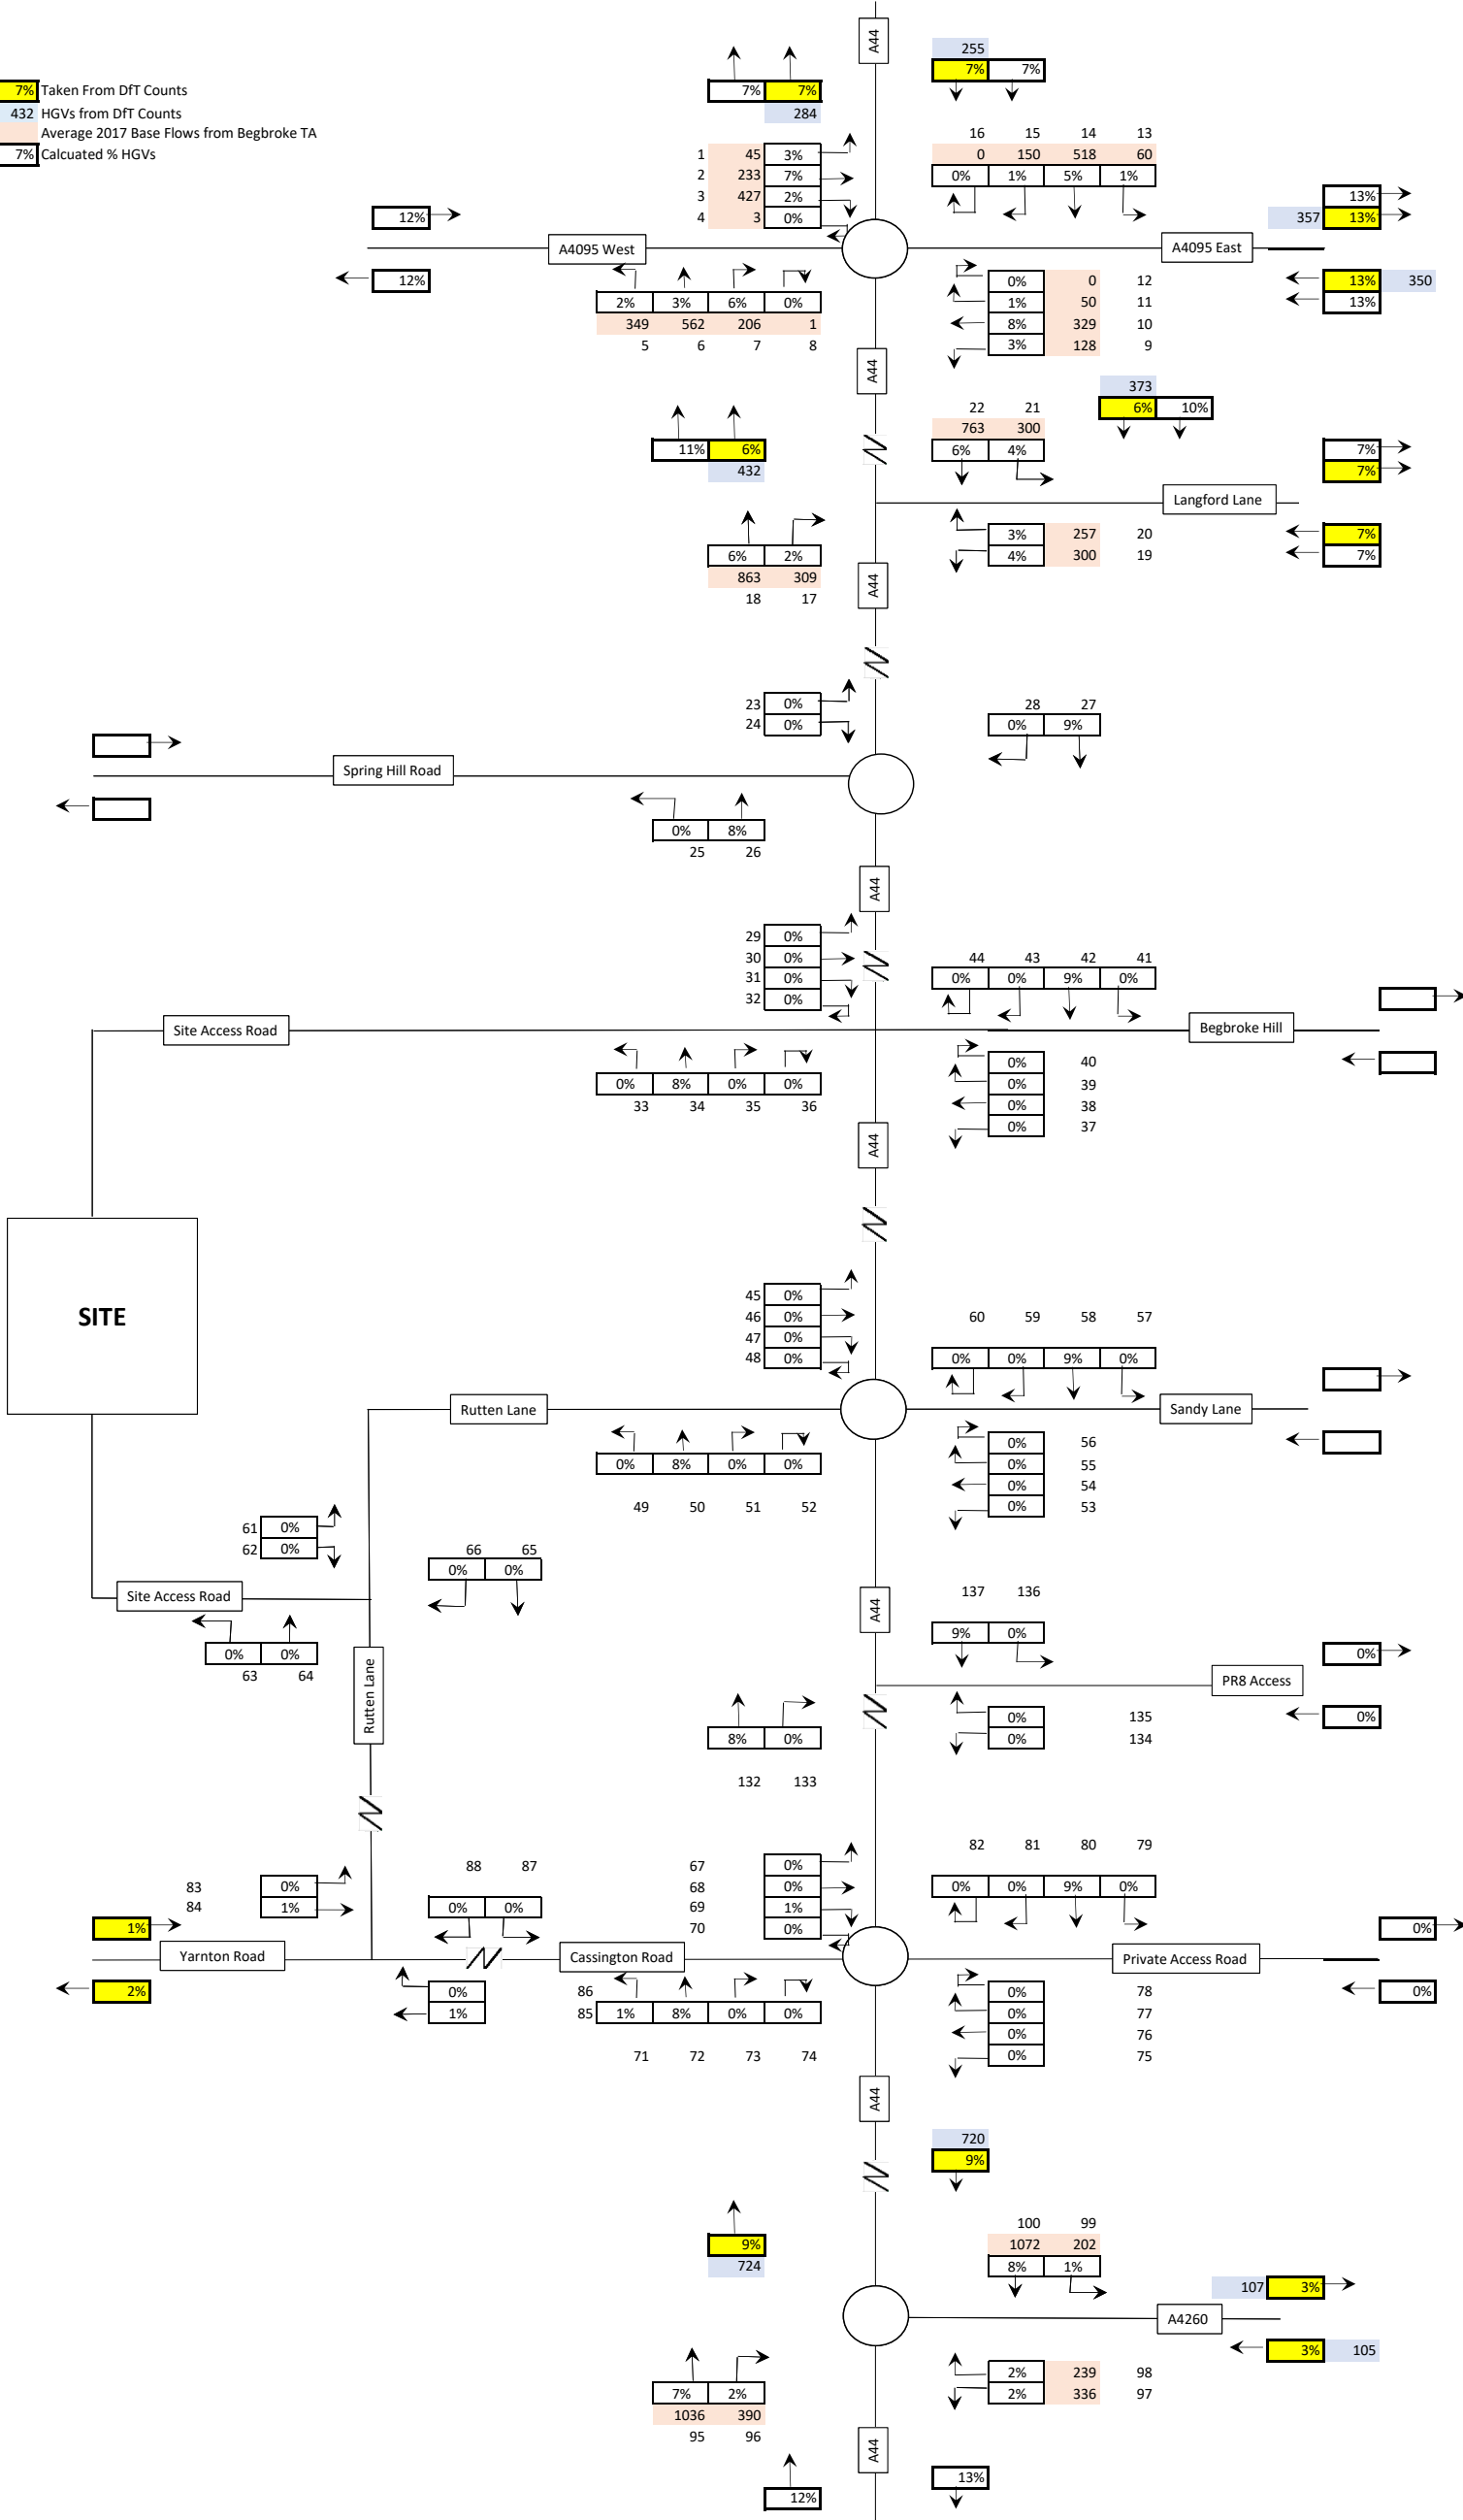 A44
255
7% 7%
7% Taken From DfT Counts
7% 7%
432 HGVs from DfT Counts
284
Average 2017 Base Flows from Begbroke TA
7% Calcuated % HGVs
16 15 14 13
1 45 3%
0 150 518 60
2 233 7%
0% 1% 5% 1%
3 427 2%
13%
4 3 0%
12%
357 13%
A4095 West
A4095 East
12%
0% 0 12
13% 350
2% 3% 6% 0%
1% 50 11
13%
349 562 206 1
8% 329 10
5 6 7 8
3% 128 9
A44
373
22 21
6% 10%
763 300
11% 6%
6% 4%
7%
432
7%
Langford Lane
3% 257 20
7%
6% 2%
4% 300 19
7%
863 309
18 17
A44
23 0%
28 27
24 0%
0% 9%
Spring Hill Road
0% 8%
25 26
A44
29 0%
30 0%
44 43 42 41
31 0%
0% 0% 9% 0%
32 0%
Site Access Road
Begbroke Hill
0% 40
0% 8% 0% 0%
0% 39
33 34 35 36
0% 38
0% 37
A44
SITE
45 0%
46 0%
60 59 58 57
47 0%
48 0%
0% 0% 9% 0%
Rutten Lane
Sandy Lane
0% 56
0% 8% 0% 0%
0% 55
0% 54
49 50 51 52
0% 53
61 0%
62 0%
66 65
0% 0%
Site Access Road
A44
137 136
9% 0%
0% 0%
63 64
0%
Rutten Lane
PR8 Access
0% 135
0%
8% 0%
0% 134
132 133
82 81 80 79
88 87
67 0%
83 0%
68 0%
84 1%
0% 0%
69 1%
0% 0% 9% 0%
1%
70 0%
0%
Yarnton Road
Cassington Road
Private Access Road
2%
0% 86
0% 78
0%
1% 85
1% 8% 0% 0%
0% 77
0% 76
71 72 73 74
0% 75
A44
720
9%
100 99
9%
1072 202
724
8% 1%
107 3%
A4260
3% 105
2% 239 98
7% 2%
2% 336 97
1036 390
95 96
A44
13%
12%